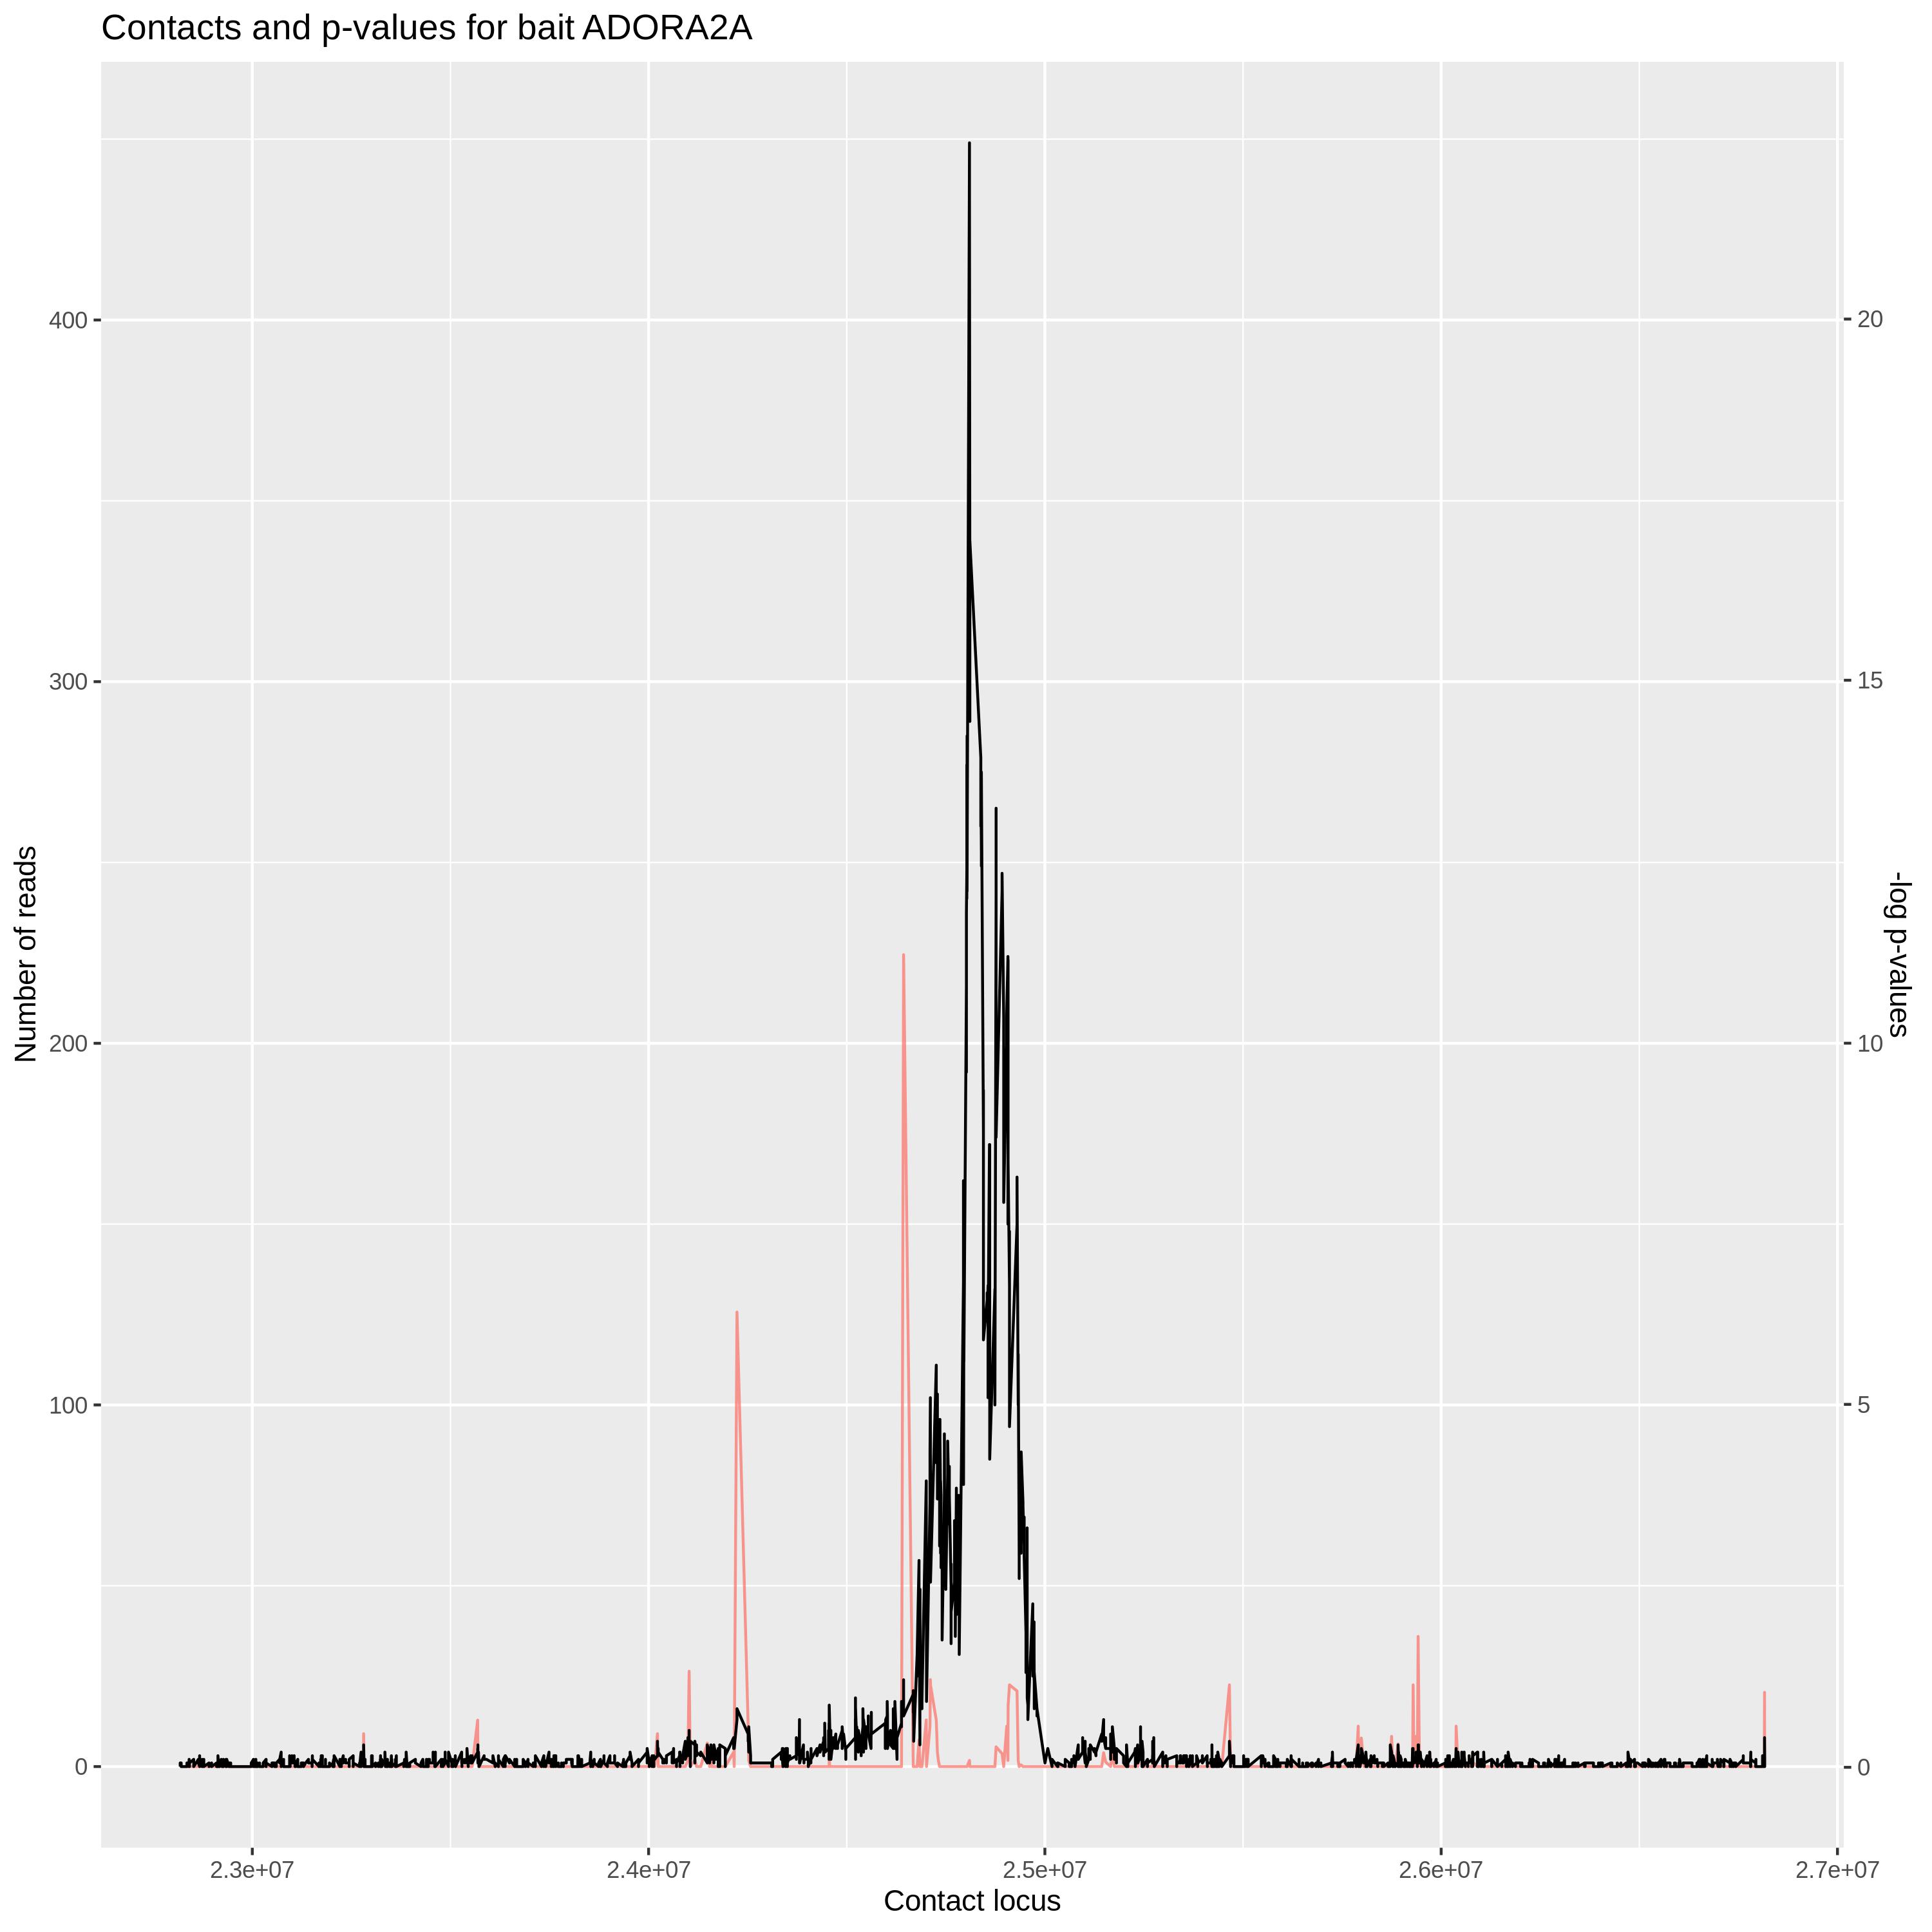 Contacts and p-values for bait ADORA2A
400
300
200
100
0
Number of reads
20
15
10
5
0
-log p-values
2.3e+07
2.4e+07
2.5e+07
2.6e+07
2.7e+07
Contact locus